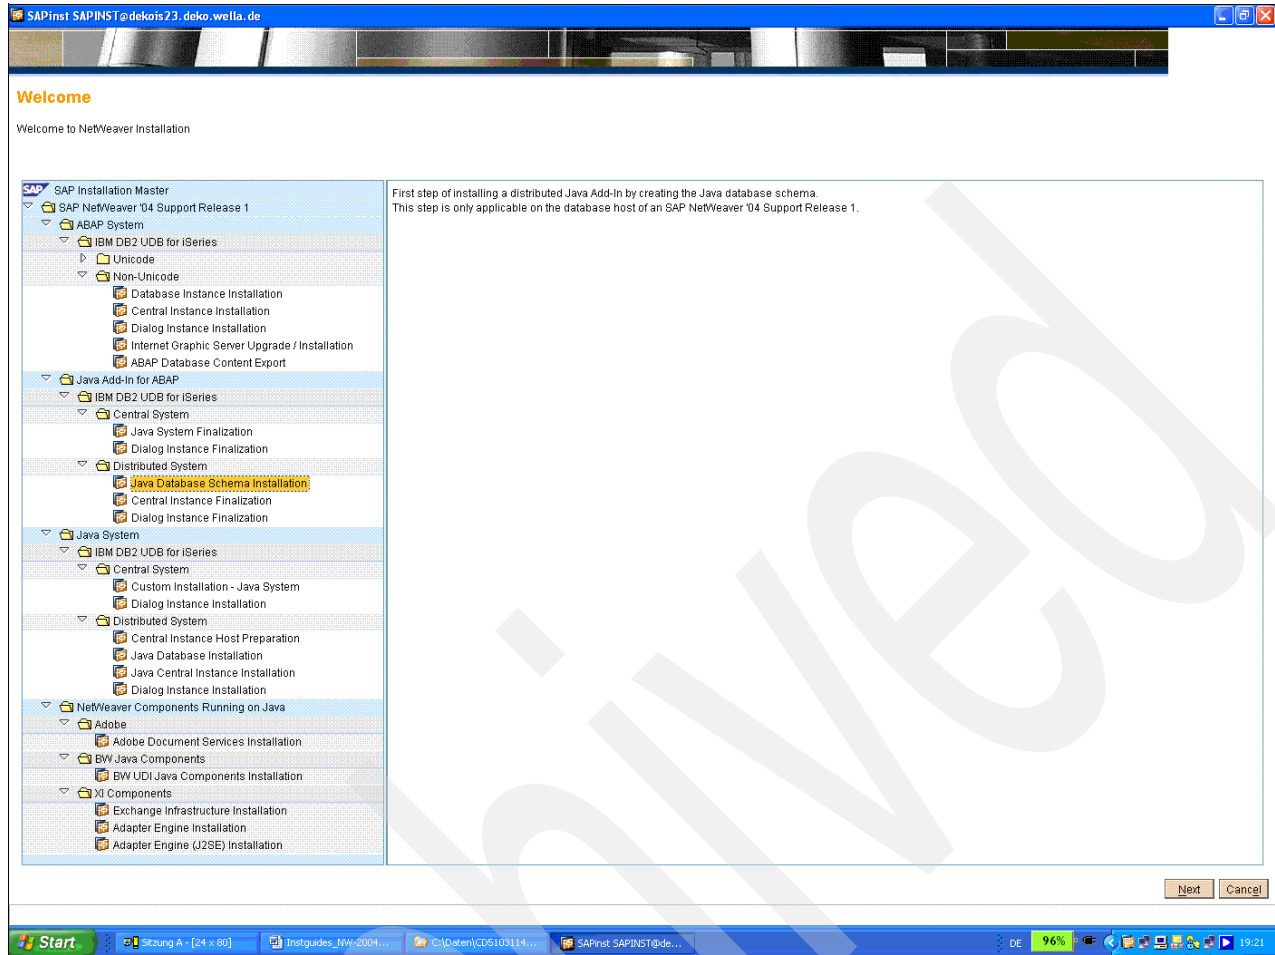 SAPinst SAPINST@dekois23.deko.wella.de
Welcome
Welcome to NetWeaver Installation
SAP SAP Installation Master
SAP NetWeaver '04 Support Release 1
ABAP System
IBM DB2 UDB for iSeries
Unicode
Non-Unicode
Database Instance Installation
Central Instance Installation
Dialog Instance Installation
Internet Graphic Server Upgrade / Installation
ABAP Database Content Export
Java Add-In for ABAP
IBM DB2 UDB for iSeries
Central System
Java System Finalization
Dialog Instance Finalization
Distributed System
Java Database Schema Installation
Central Instance Finalization
Dialog Instance Finalization
Java System
IBM DB2 UDB for iSeries
Central System
Custom Installation - Java System
Dialog Instance Installation
Distributed System
Central Instance Host Preparation
Java Database Installation
Java Central Instance Installation
Dialog Instance Installation
NetWeaver Components Running on Java
Adobe
Adobe Document Services Installation
BW Java Components
BW UDI Java Components Installation
XI Components
Exchange Infrastructure Installation
Adapter Engine Installation
Adapter Engine (J2SE) Installation
First step of installing a distributed Java Add-In by creating the Java database schema.
This step is only applicable on the database host of an SAP NetWeaver '04 Support Release 1.
Next Cancel
Start Sitzung A - [24 x 80] Instguides_NW-2004... C:\Daten\CD5103114... SAPinst SAPINST@de... DE 96% 19:21
hived